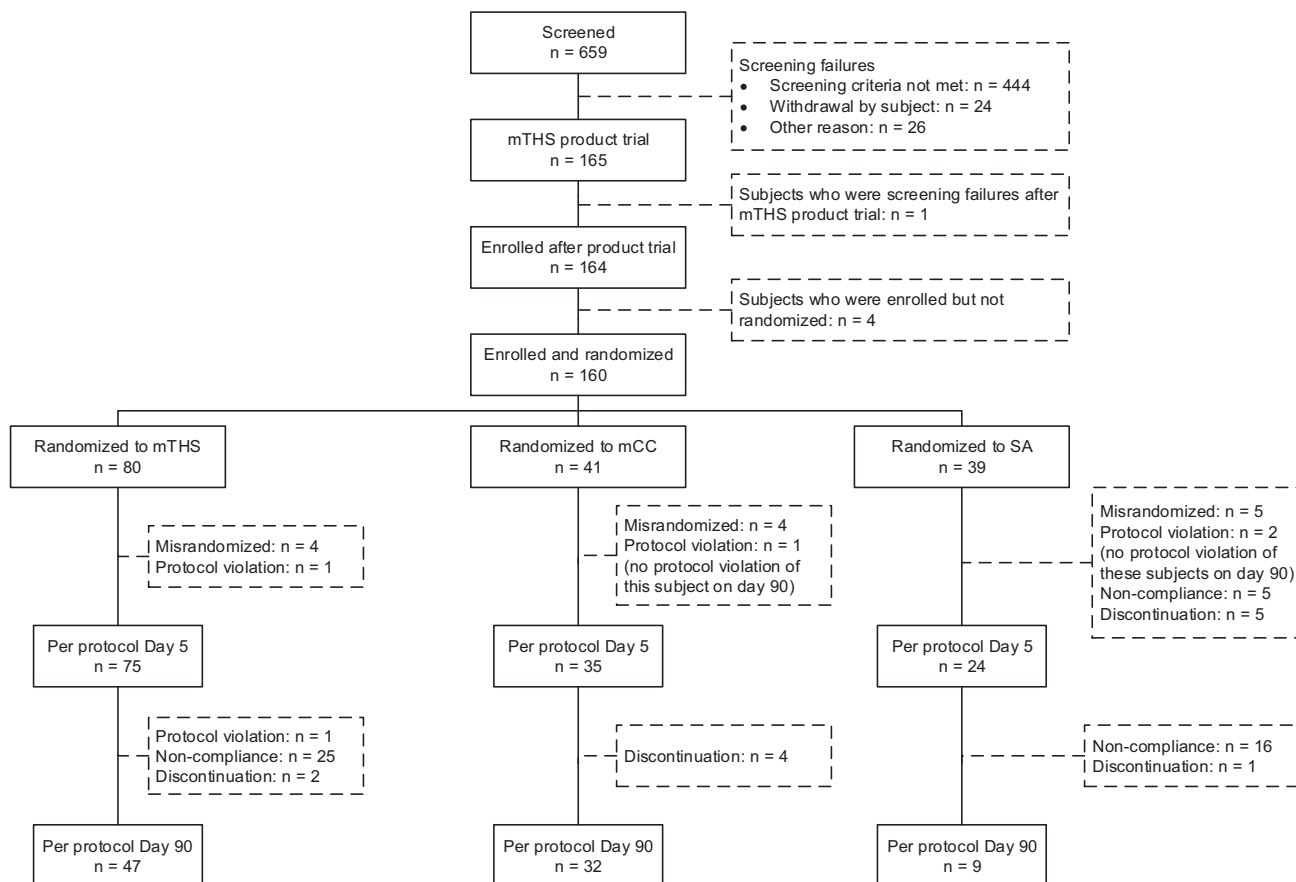 Screened
n = 659
Screening failures
● Screening criteria not met: n = 444
● Withdrawal by subject: n = 24
● Other reason: n = 26
mTHS product trial
n = 165
Subjects who were screening failures after
mTHS product trial: n = 1
Enrolled after product trial
n = 164
Subjects who were enrolled but not
randomized: n = 4
Enrolled and randomized
n = 160
Randomized to mTHS
n = 80
Randomized to mCC
n = 41
Randomized to SA
n = 39
Misrandomized: n = 4
Protocol violation: n = 1
Misrandomized: n = 4
Protocol violation: n = 1
(no protocol violation of
this subject on day 90)
Misrandomized: n = 5
Protocol violation: n = 2
(no protocol violation of
these subjects on day 90)
Non-compliance: n = 5
Discontinuation: n = 5
Per protocol Day 5
n = 75
Per protocol Day 5
n = 35
Per protocol Day 5
n = 24
Protocol violation: n = 1
Non-compliance: n = 25
Discontinuation: n = 2
Discontinuation: n = 4
Non-compliance: n = 16
Discontinuation: n = 1
Per protocol Day 90
n = 47
Per protocol Day 90
n = 32
Per protocol Day 90
n = 9